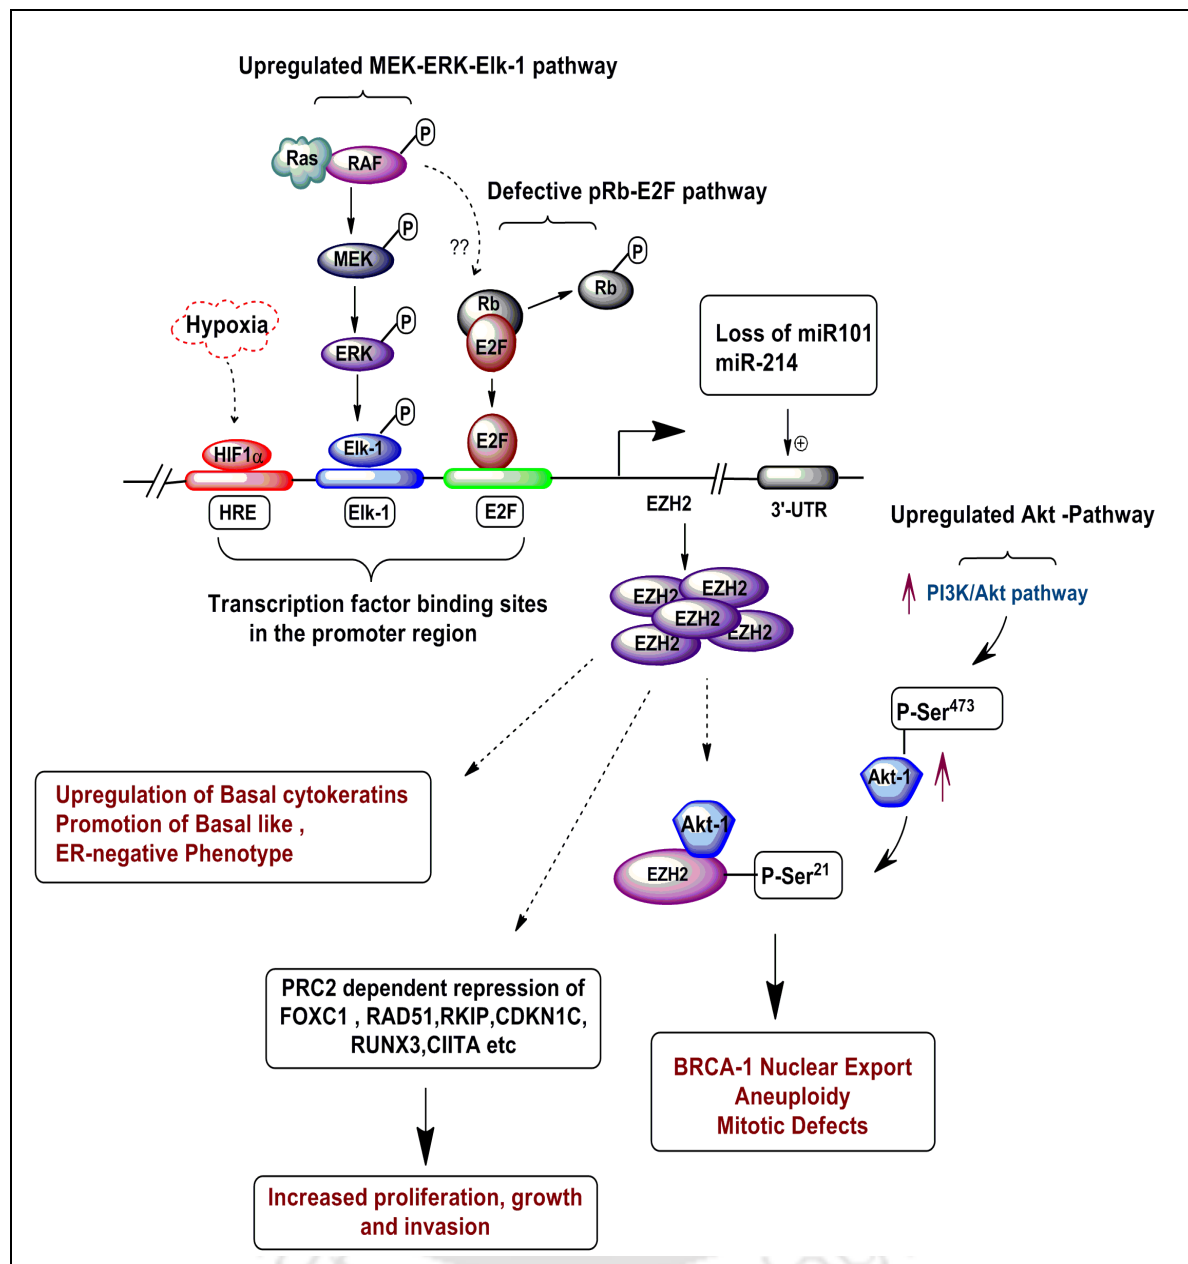 Upregulated MEK-ERK-Elk-1 pathway
P
Ras
RAF
Defective pRb-E2F pathway
P
MEK
??
P
Rb
Rb
E2F
Hypoxia
P
ERK
Loss of miR101
miR-214
P
Elk-1
HIF1α
E2F
+
HRE
Elk-1
E2F
EZH2
3'-UTR
Upregulated Akt -Pathway
Transcription factor binding sites
in the promoter region
EZH2
EZH2
EZH2
EZH2
EZH2
PI3K/Akt pathway
P-Ser473
Akt-1
Upregulation of Basal cytokeratins
Promotion of Basal like ,
ER-negative Phenotype
Akt-1
EZH2
P-Ser21
PRC2 dependent repression of
FOXC1 , RAD51,RKIP,CDKN1C,
RUNX3,CIITA etc
BRCA-1 Nuclear Export
Aneuploidy
Mitotic Defects
Increased proliferation, growth
and invasion